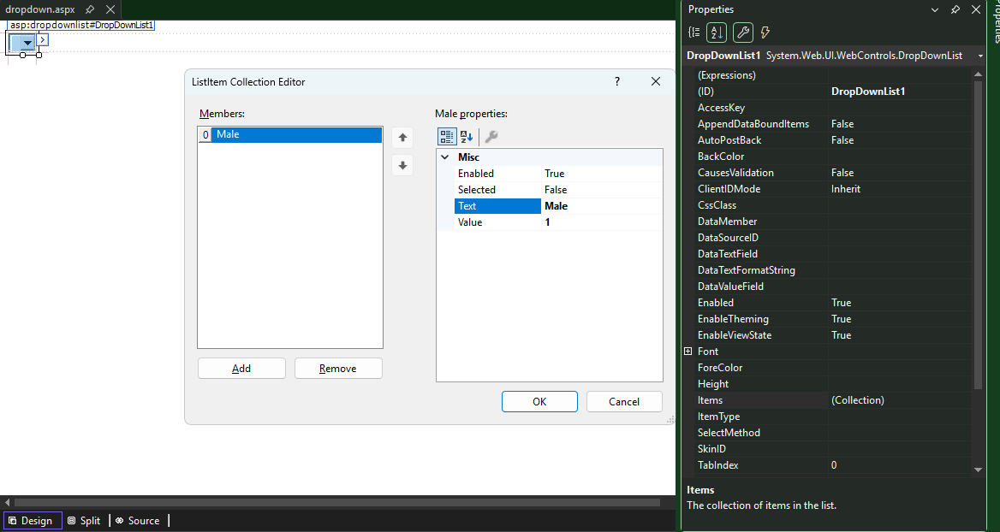 dropdown.aspx
asp:dropdownlist#DropDownList1
ListItem Collection Editor
?
Members:
0 Male
Add
Remove
Male properties:
Misc
Enabled True
Selected False
Text Male
Value 1
OK
Cancel
Design
Split
Source
Properties
DropDownList1 System.Web.UI.WebControls.DropDownList
(Expressions)
(ID) DropDownList1
AccessKey
AppendDataBoundItems False
AutoPostBack False
BackColor
CausesValidation False
ClientIDMode Inherit
CssClass
DataMember
DataSourceID
DataTextField
DataTextFormatString
DataValueField
Enabled True
EnableTheming True
EnableViewState True
Font
ForeColor
Height
Items (Collection)
ItemType
SelectMethod
SkinID
TabIndex 0
Items
The collection of items in the list.
Properties